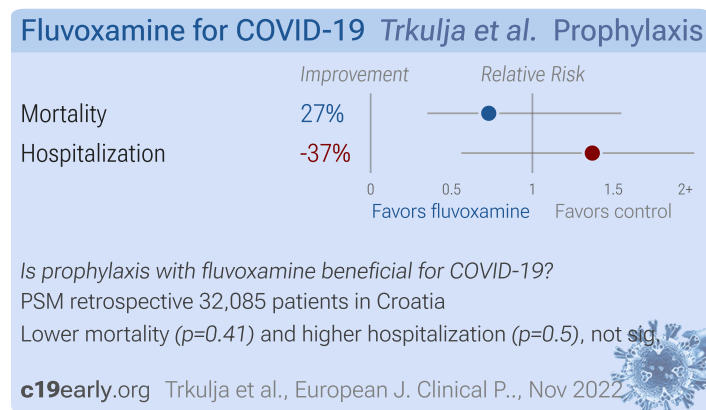 Fluvoxamine for COVID-19 Trkulja et al. Prophylaxis
Improvement Relative Risk
Mortality 27%
Hospitalization -37%
0 0.5 1 1.5 2+
Favors fluvoxamine Favors control
Is prophylaxis with fluvoxamine beneficial for COVID-19?
PSM retrospective 32,085 patients in Croatia
Lower mortality (p=0.41) and higher hospitalization (p=0.5), not sig.
c19early.org Trkulja et al., European J. Clinical P.., Nov 2022